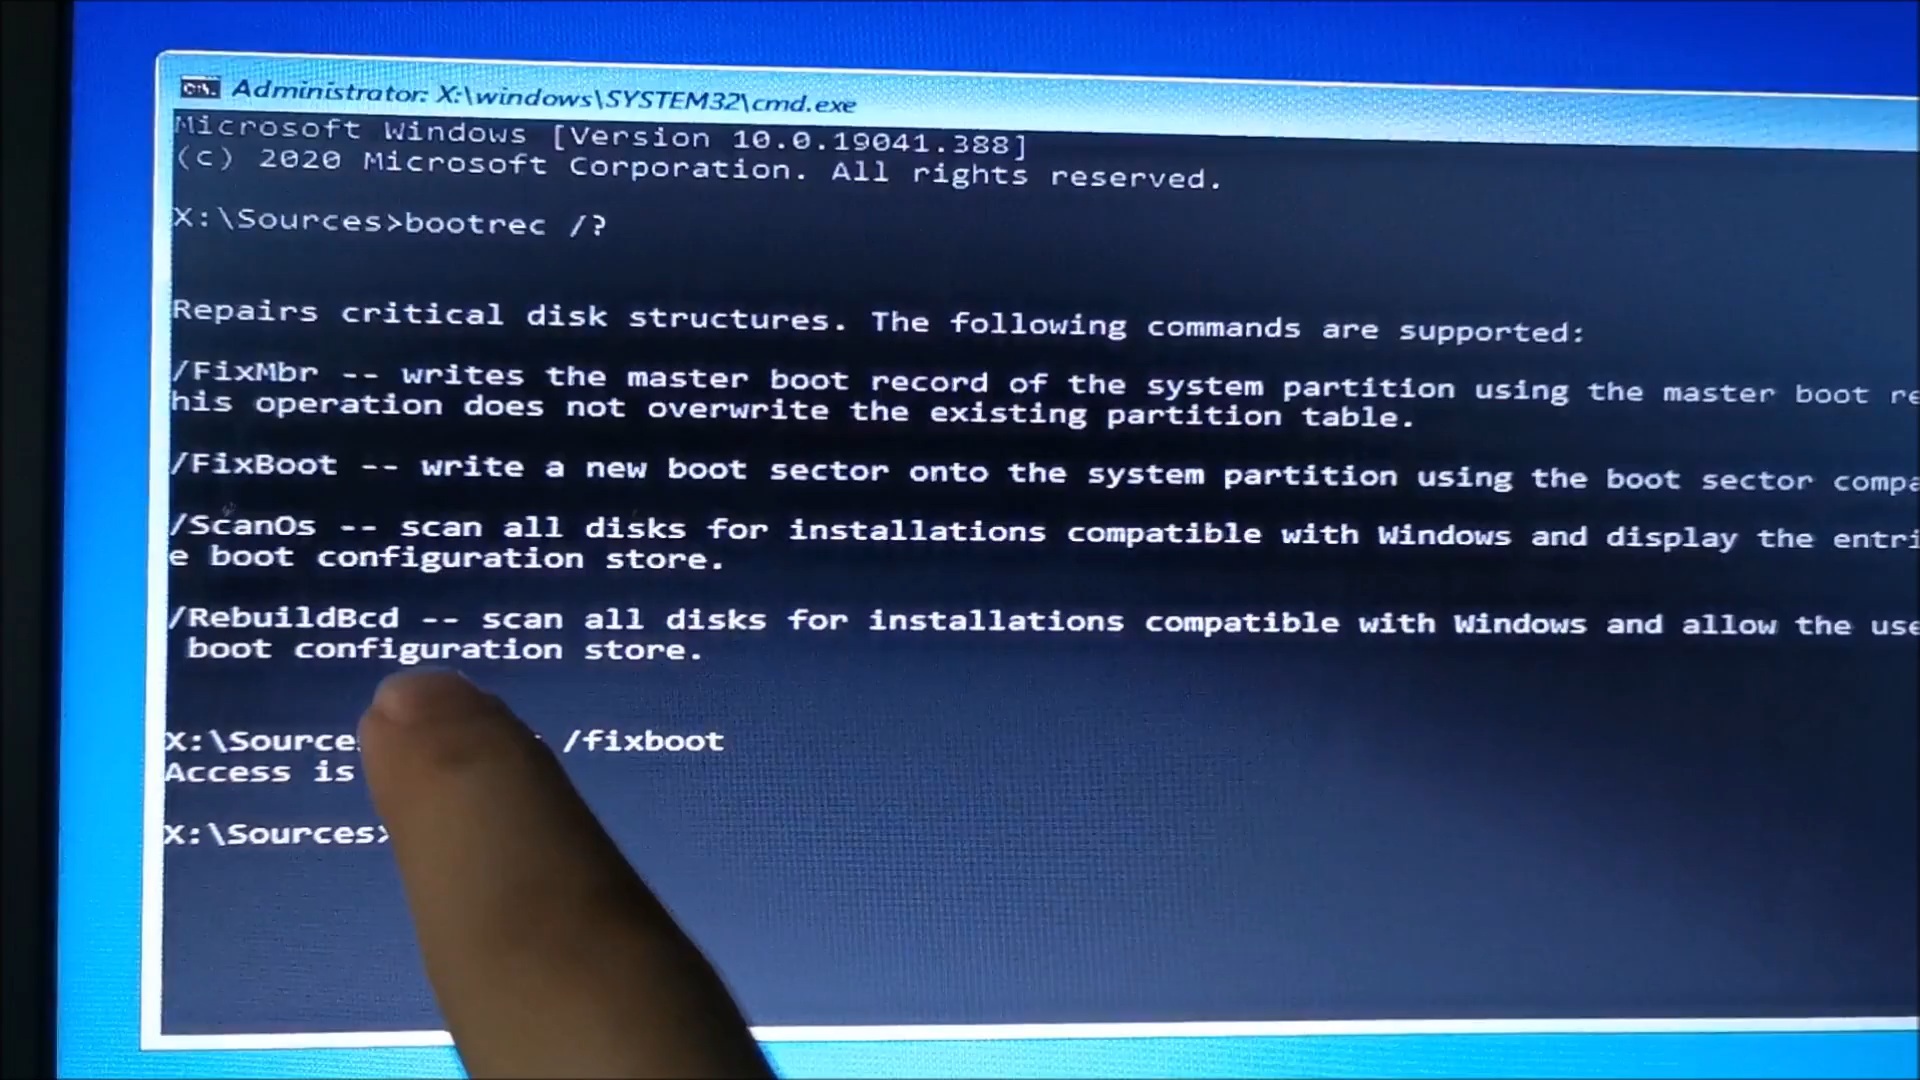 Administrator: X:\windows\SYSTEM32\cmd.exe
Microsoft Windows [Version 10.0.19041.388]
(c) 2020 Microsoft Corporation. All rights reserved.
X:\Sources>bootrec /?
Repairs critical disk structures. The following commands are supported:
/FixMbr -- writes the master boot record of the system partition using the master boot
his operation does not overwrite the existing partition table.
/FixBoot -- write a new boot sector onto the system partition using the boot sector
/ScanOs -- scan all disks for installations compatible with Windows and display the
e boot configuration store.
/RebuildBcd -- scan all disks for installations compatible with Windows and allow the
boot configuration store.
/fixboot
Access is
X:\Sources>